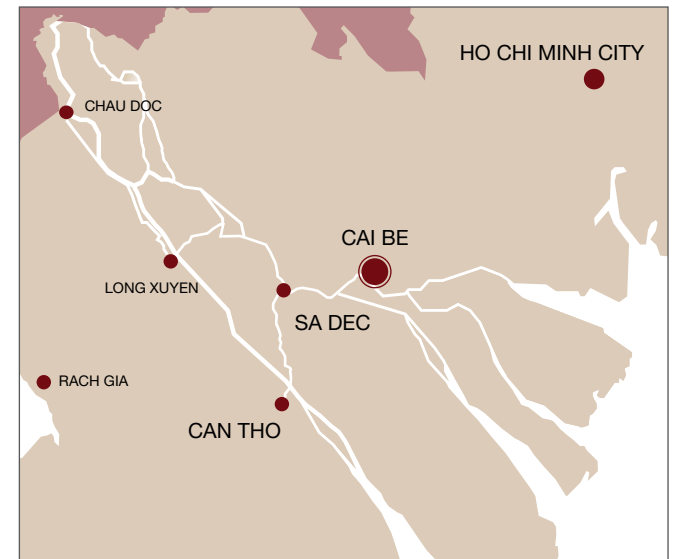 HO CHI MINH CITY
CHAU DOC
CAI BE
LONG XUYEN
SA DEC
RACH GIA
CAN THO